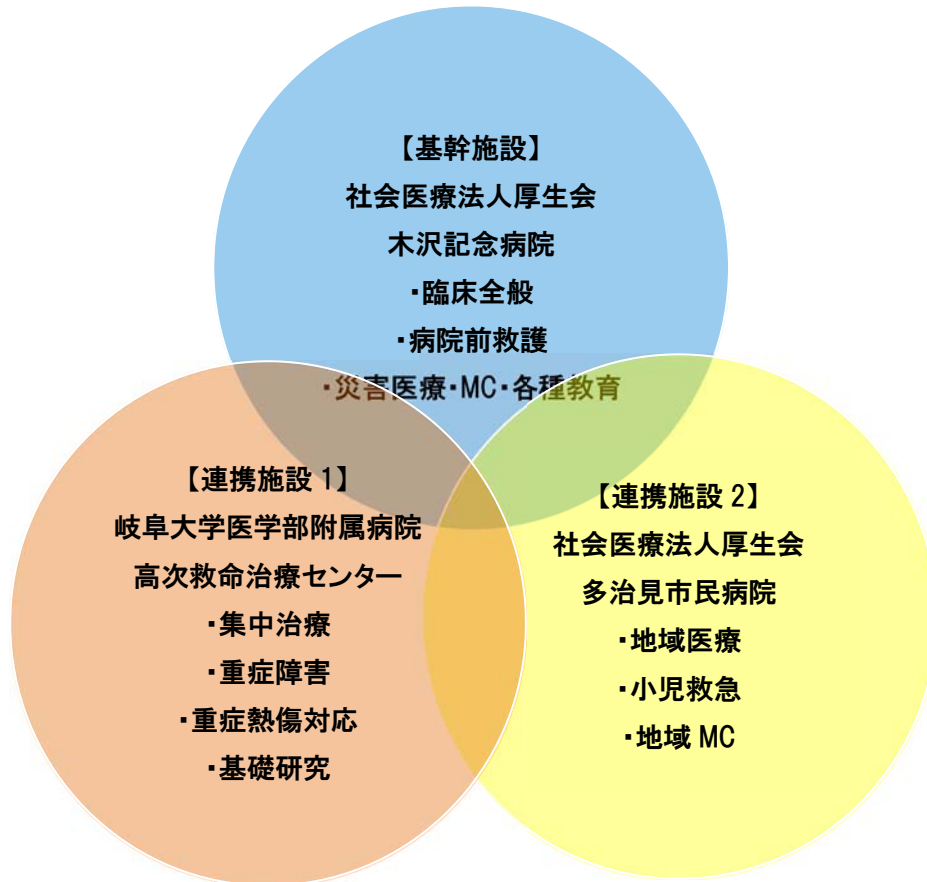 【基幹施設】
社会医療法人厚生会
木沢記念病院
・臨床全般
・病院前救護
・災害医療・MC・各種教育
【連携施設 1】
岐阜大学医学部附属病院
高次救命治療センター
・集中治療
・重症障害
・重症熱傷対応
・基礎研究
【連携施設 2】
社会医療法人厚生会
多治見市民病院
・地域医療
・小児救急
・地域 MC